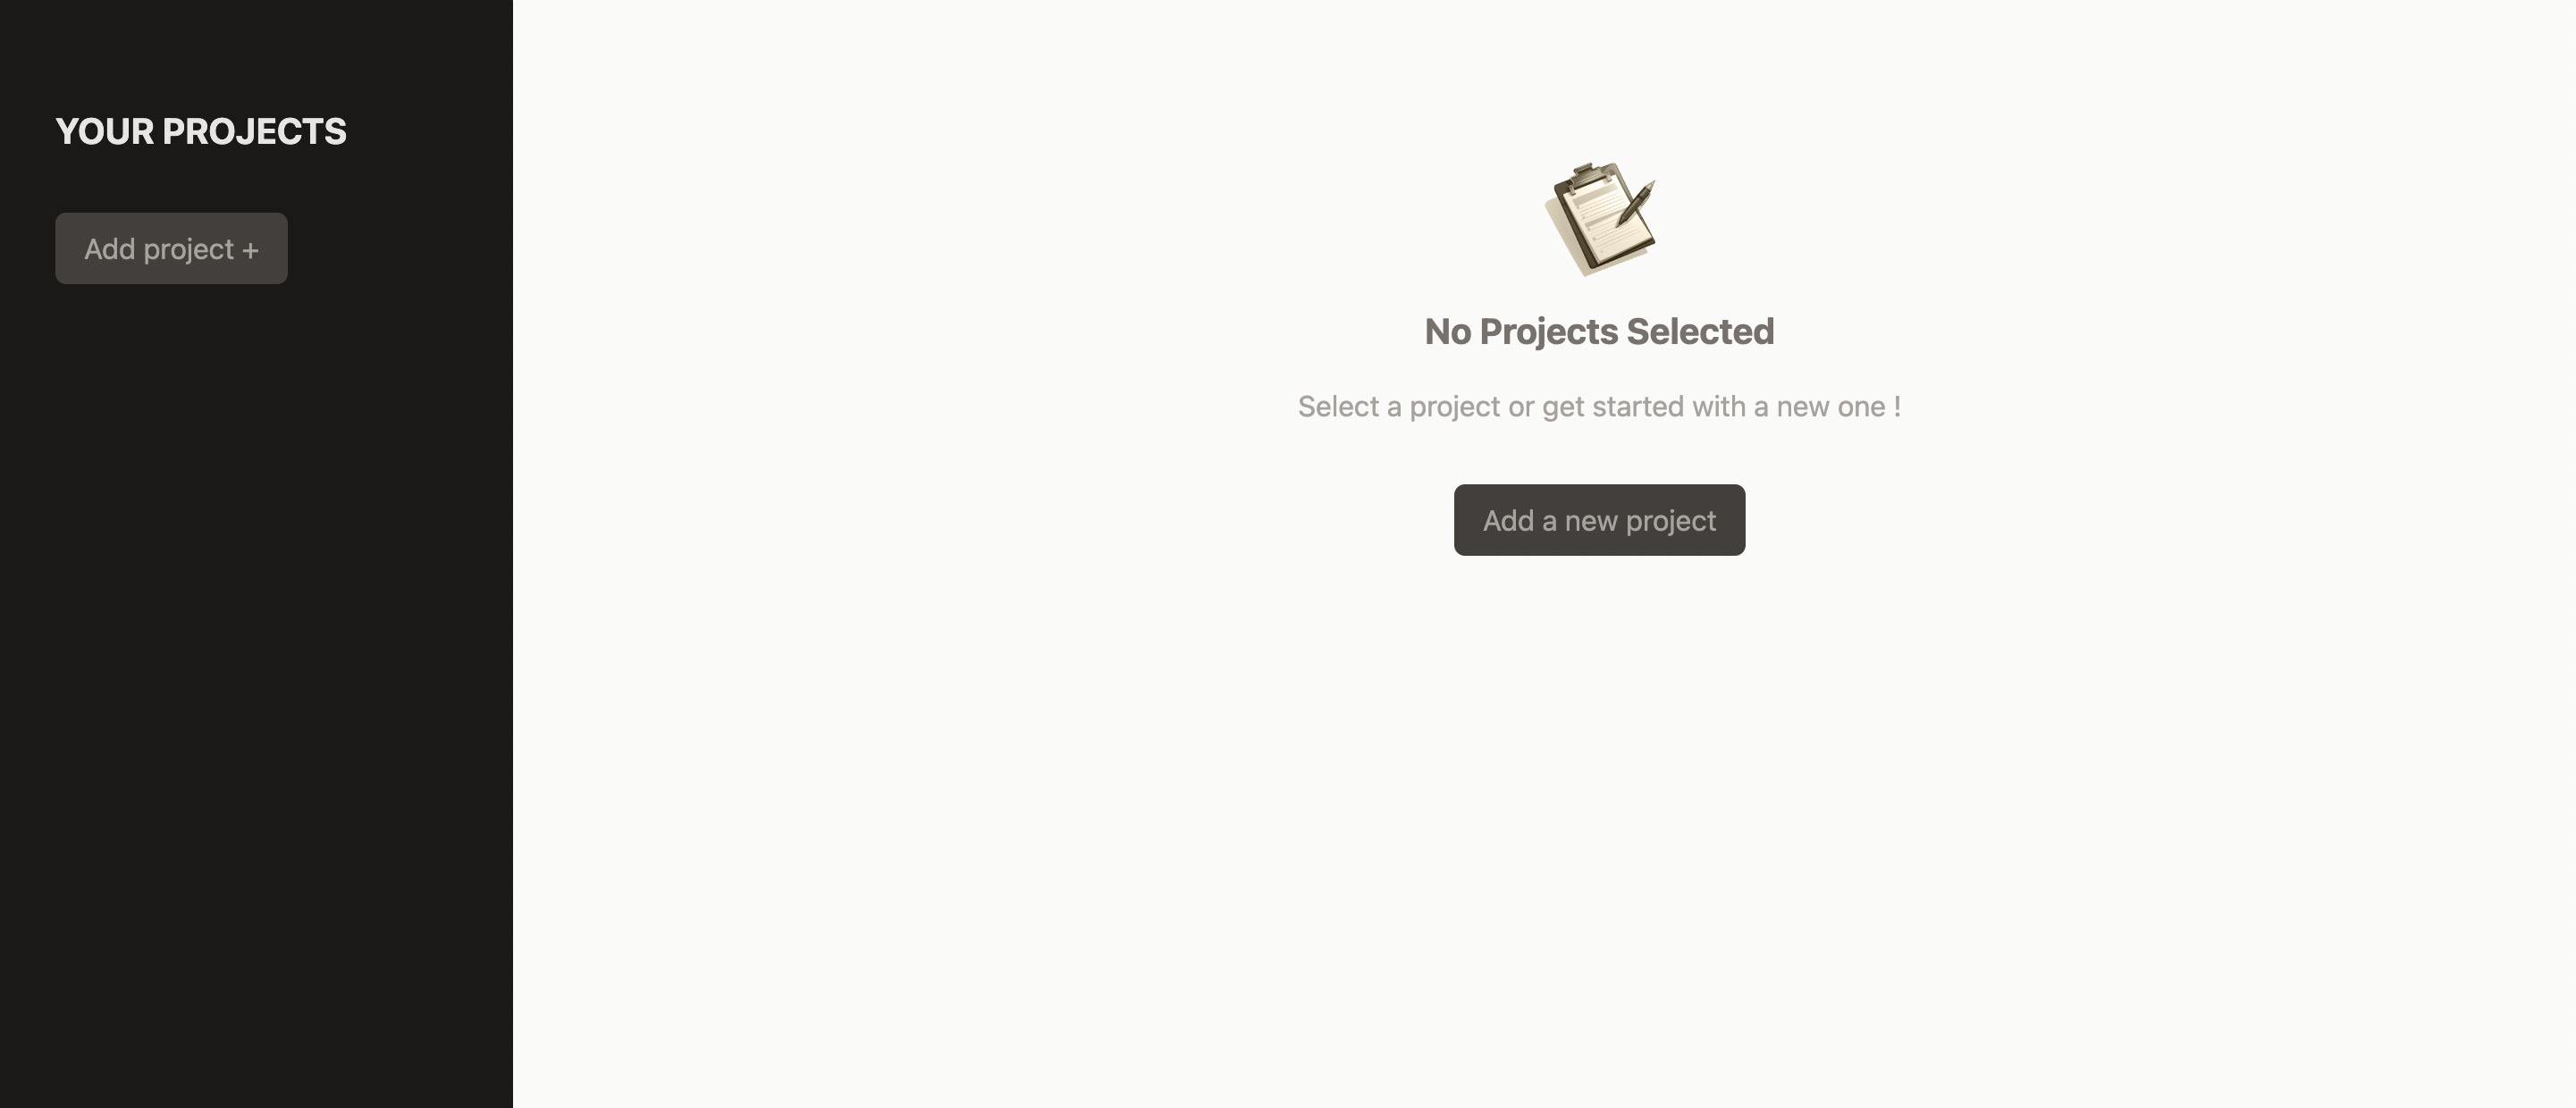 YOUR PROJECTS
Add project +
No Projects Selected
Select a project or get started with a new one !
Add a new project